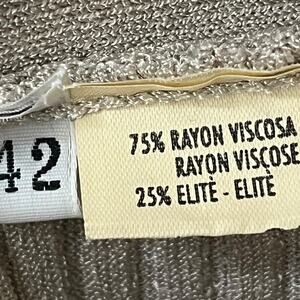 42
75% RAYON VISCOSA
RAYON VISCOSE
25% ELITÈ - ELITÈ